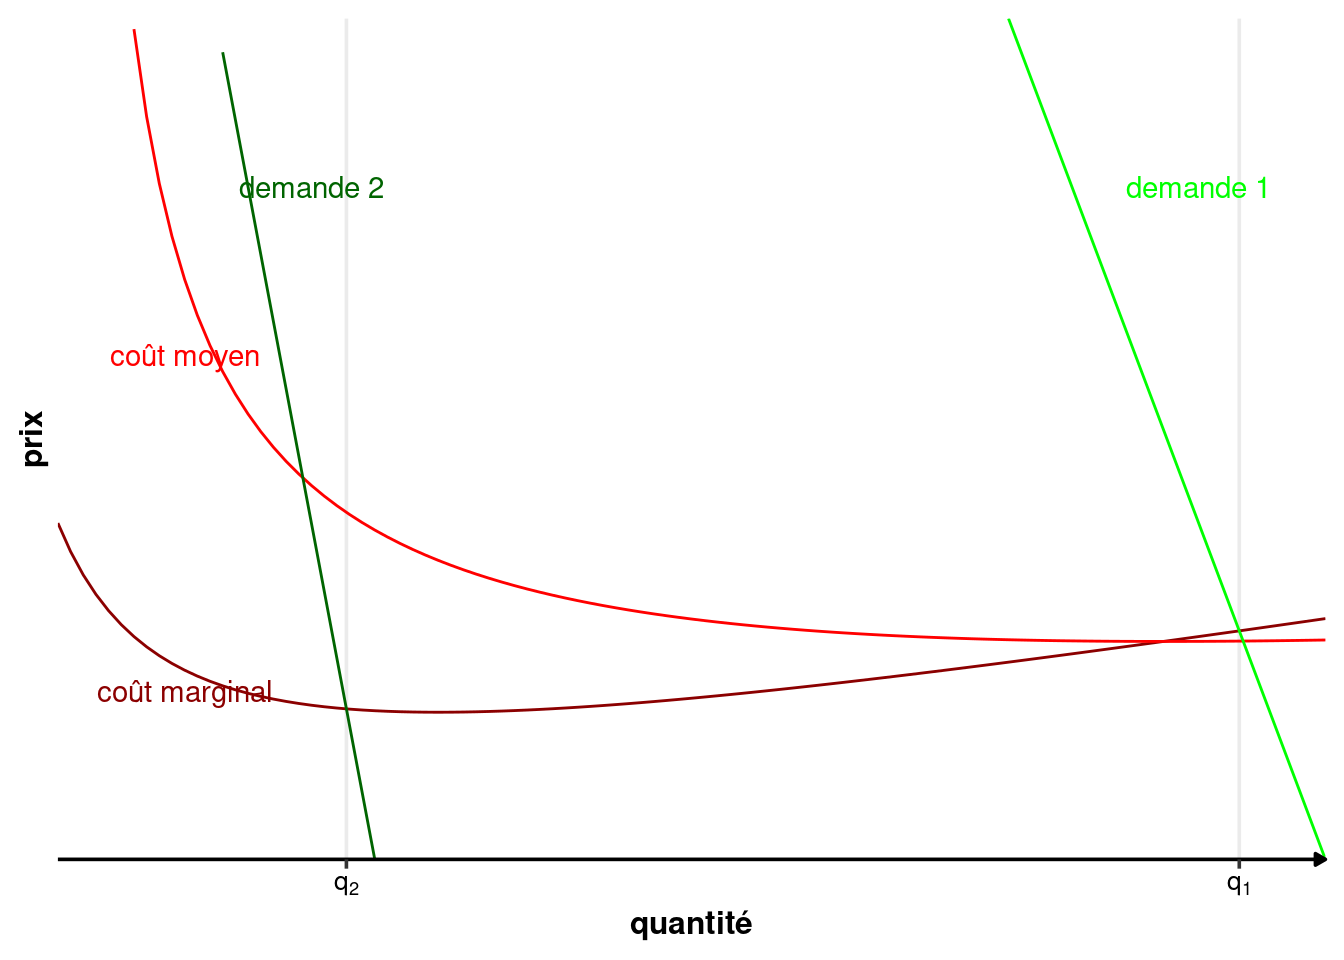 demande 2
demande 1
coût moyen
prix
coût marginal
q₂
q₁
quantité